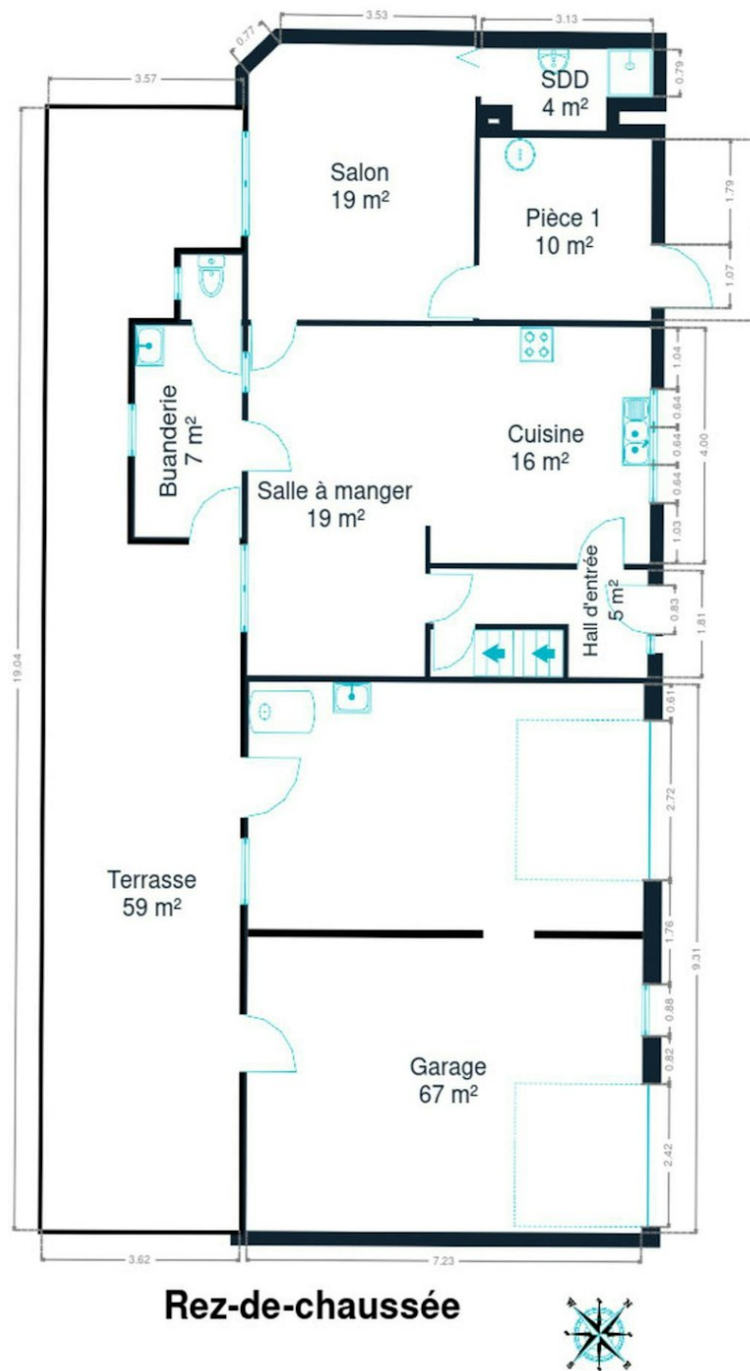 3.53
3.13
0.77
3.57
0.79
SDD
4 m²
Salon
19 m²
Pièce 1
10 m²
1.79
1.07
1.04
0.64
0.64
0.64
1.03
4.00
Buanderie
7 m²
Cuisine
16 m²
Salle à manger
19 m²
Hall d'entrée
5 m²
0.83
1.81
19.04
0.61
2.72
Terrasse
59 m²
1.76
9.31
0.88
0.82
Garage
67 m²
2.42
3.62
7.23
Rez-de-chaussée